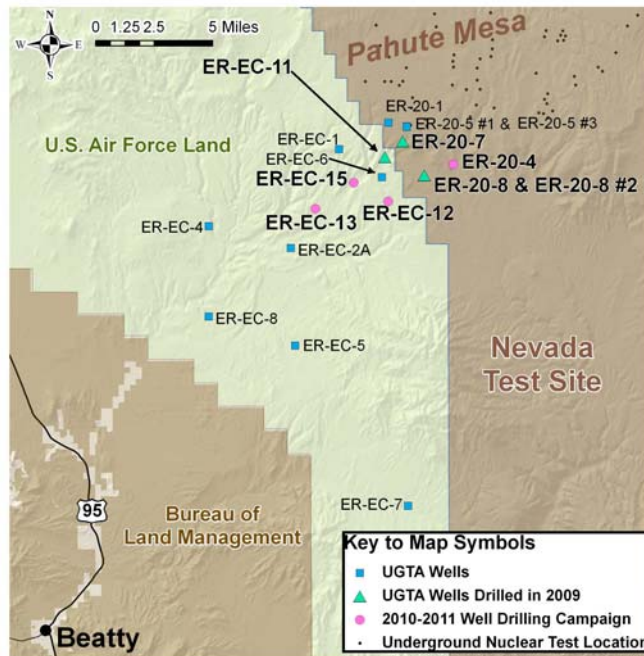 N
W E
S
0 1.25 2.5 5 Miles
Pahute Mesa
ER-EC-11
ER-20-1
ER-20-5 #1 & ER-20-5 #3
U.S. Air Force Land
ER-EC-1
ER-20-7
ER-EC-6
ER-20-4
ER-EC-15
ER-20-8 & ER-20-8 #2
ER-EC-12
ER-EC-13
ER-EC-4
ER-EC-2A
ER-EC-8
ER-EC-5
Nevada
Test Site
ER-EC-7
95
Bureau of
Land Management
Beatty
Key to Map Symbols
UGTA Wells
UGTA Wells Drilled in 2009
2010-2011 Well Drilling Campaign
Underground Nuclear Test Location